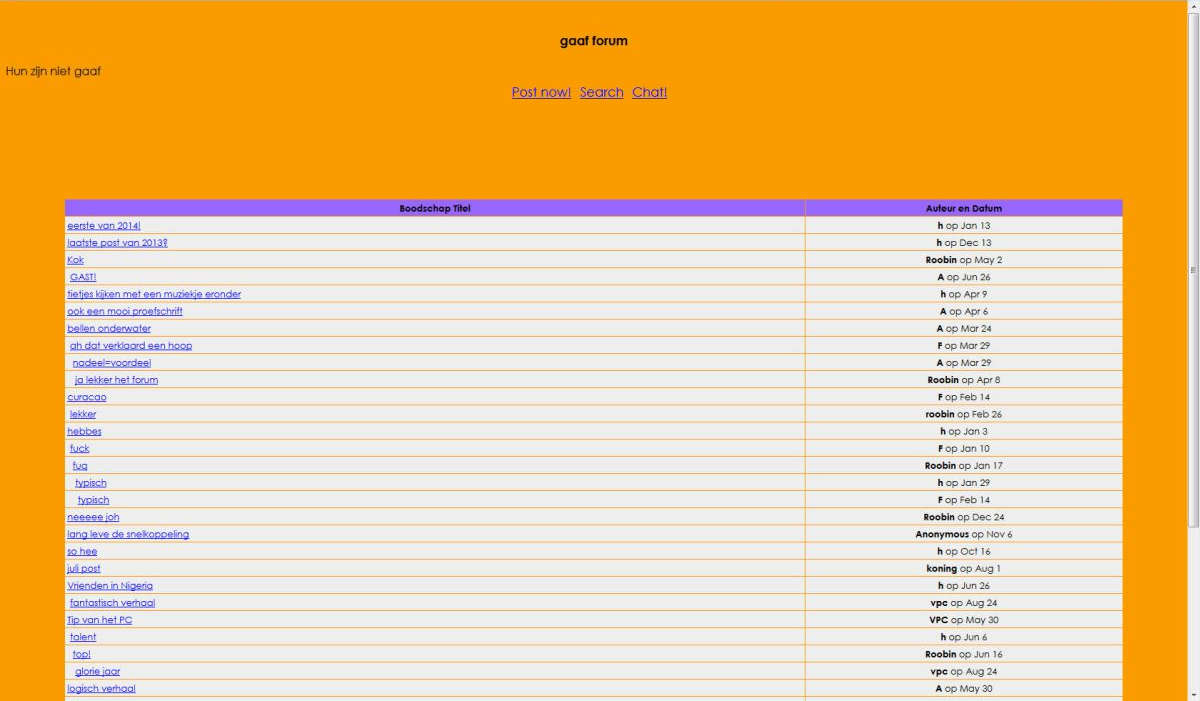 gaaf forum
Hun zijn niet gaaf
Post now! Search Chat!
Boodschap Titel Auteur en Datum
eerste van 2014! h op Jan 13
laatste post van 2013? h op Dec 13
Kok Roobin op May 2
GAST! A op Jun 26
tietjes kijken met een muziekje eronder h op Apr 9
ook een mooi proefschrift A op Apr 6
bellen onderwater A op Mar 24
ah dat verklaard een hoop F op Mar 29
nadeel=voordeel A op Mar 29
ja lekker het forum Roobin op Apr 8
curacao F op Feb 14
lekker roobin op Feb 26
hebbes h op Jan 3
fuck F op Jan 10
fuq Roobin op Jan 17
typisch h op Jan 29
typisch F op Feb 14
neeeee joh Roobin op Dec 24
lang leve de snelkoppeling Anonymous op Nov 6
so hee h op Oct 16
juli post koning op Aug 1
Vrienden in Nigeria h op Jun 26
fantastisch verhaal vpc op Aug 24
Tip van het PC VPC op May 30
talent h op Jun 6
top! Roobin op Jun 16
glorie jaar vpc op Aug 24
logisch verhaal A op May 30